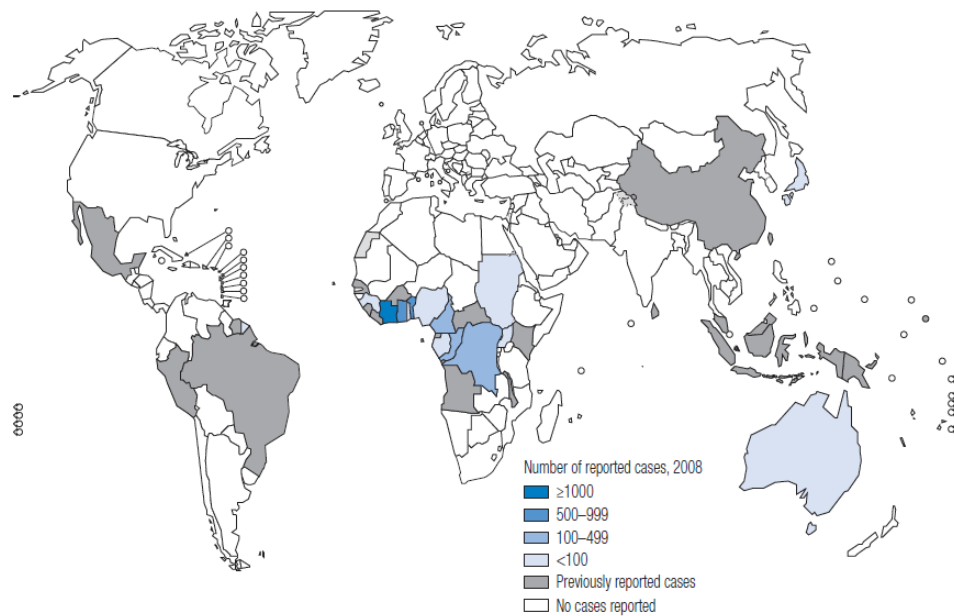 Number of reported cases, 2008
≥1000
500–999
100–499
<100
Previously reported cases
No cases reported